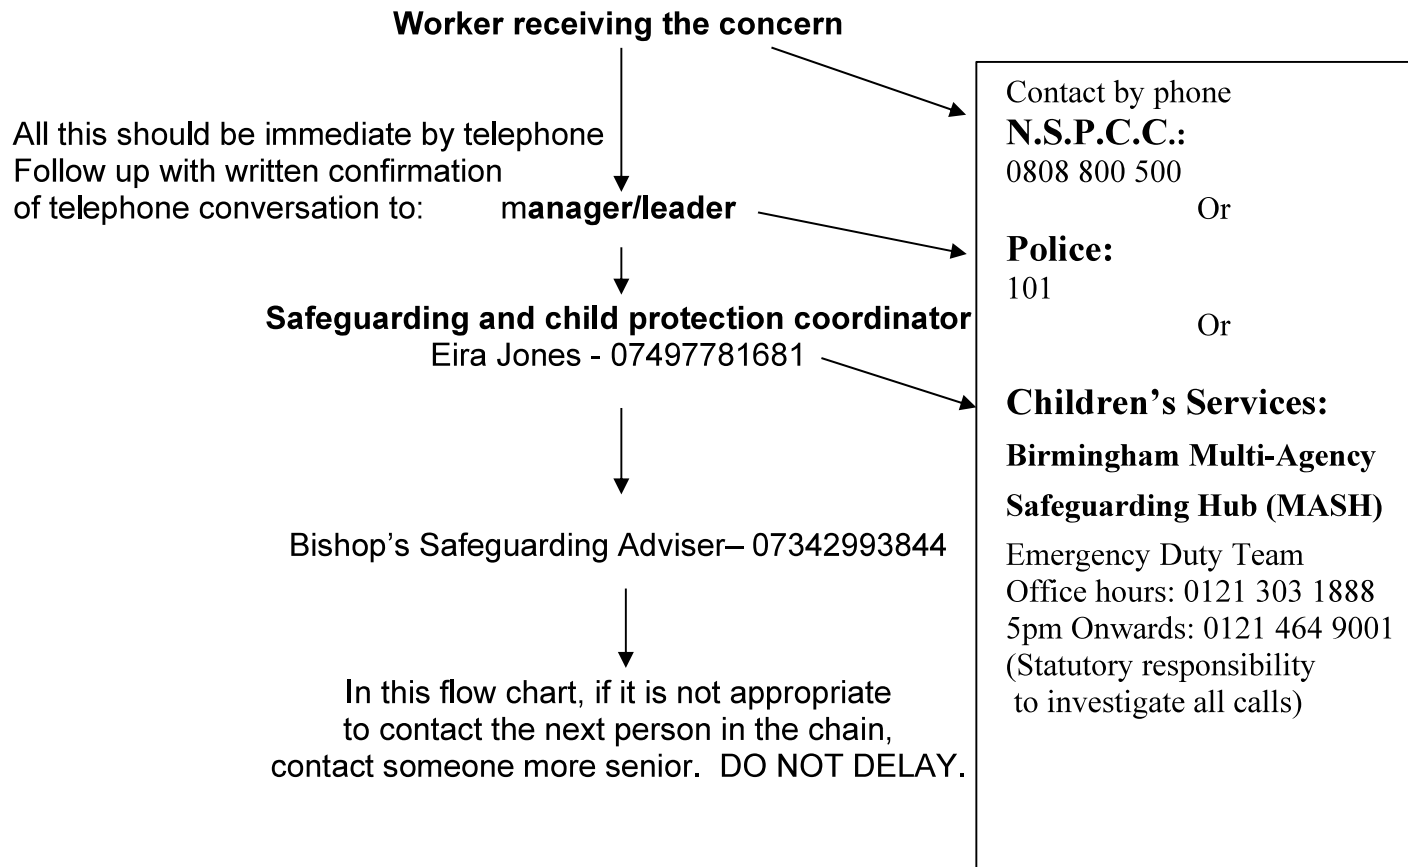 Worker receiving the concern
All this should be immediate by telephone
Follow up with written confirmation
of telephone conversation to: manager/leader
Safeguarding and child protection coordinator
Eira Jones - 07497781681
Bishop's Safeguarding Adviser– 07342993844
In this flow chart, if it is not appropriate
to contact the next person in the chain,
contact someone more senior. DO NOT DELAY.
Contact by phone
N.S.P.C.C.:
0808 800 500
Or
Police:
101
Or
Children’s Services:
Birmingham Multi-Agency
Safeguarding Hub (MASH)
Emergency Duty Team
Office hours: 0121 303 1888
5pm Onwards: 0121 464 9001
(Statutory responsibility
to investigate all calls)